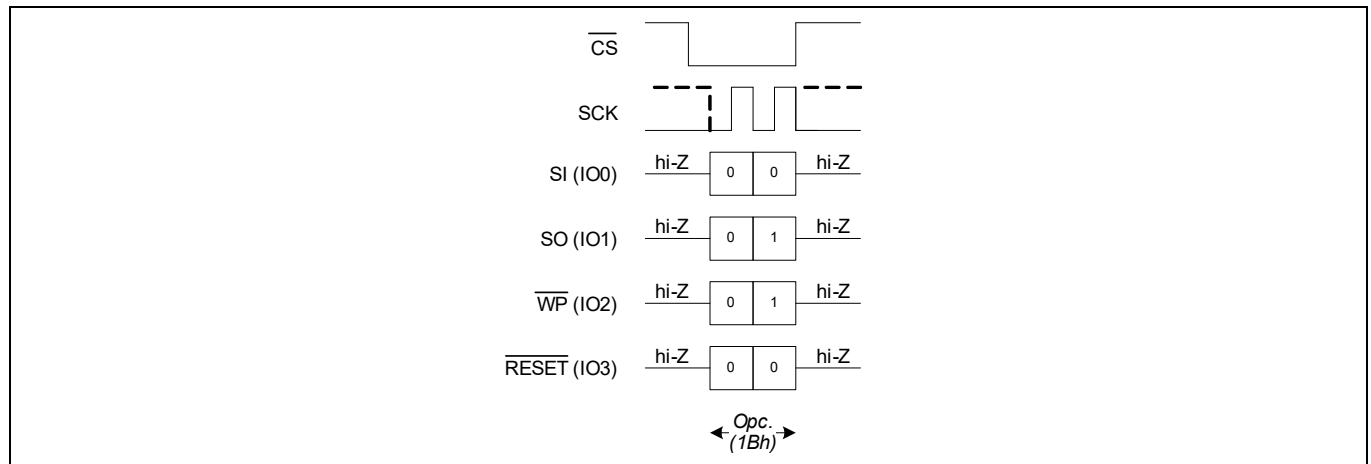 CS
SCK
hi-Z 0 0 hi-Z
SI (IO0)
hi-Z 0 1 hi-Z
SO (IO1)
hi-Z 0 1 hi-Z
WP (IO2)
hi-Z 0 0 hi-Z
RESET (IO3)
Opc.
(1Bh)